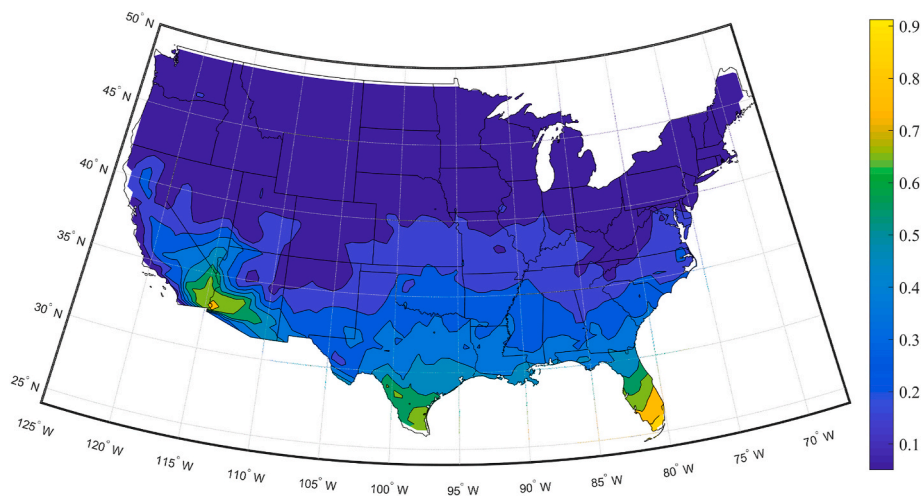 50° N
45° N
40° N
35° N
30° N
25° N
125° W
120° W
115° W
110° W
105° W
100° W
95° W
90° W
85° W
80° W
75° W
70° W
0.9
0.8
0.7
0.6
0.5
0.4
0.3
0.2
0.1